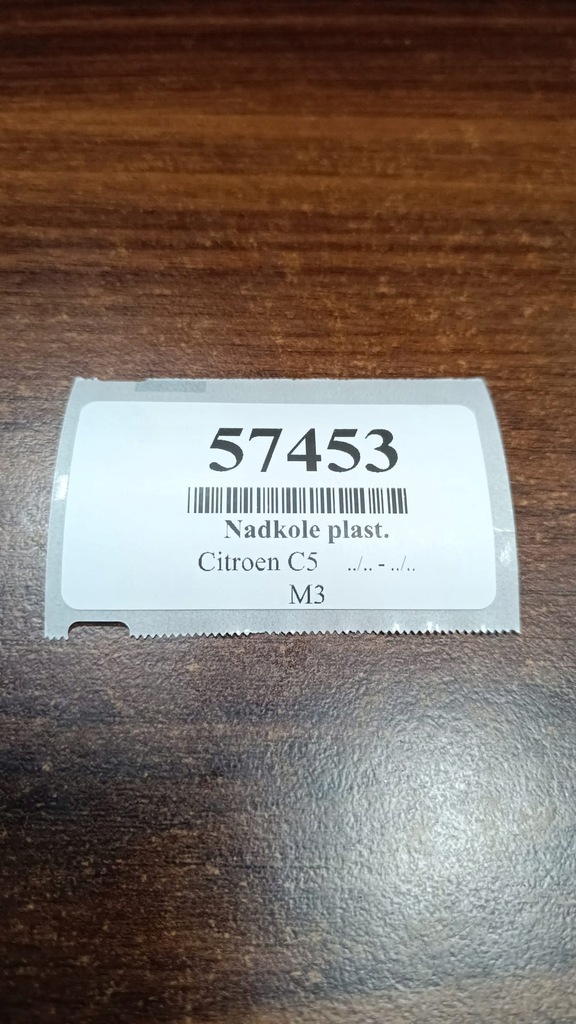 57453
Nadkole plast.
Citroen C5 ../.. - ../..
M3